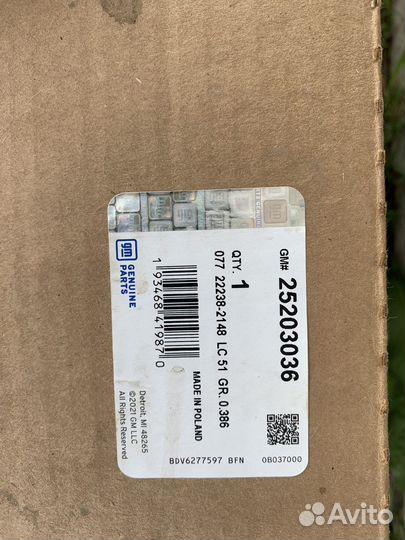 GM# 25203036
QTY. 1
077 22238-2148 LC 51 GR. 0.386
MADE IN POLAND
1 93468 41987 0
gm GENUINE
PARTS
Detroit, MI 48265
©2021 GM LLC
All Rights Reserved
BDV6277597 BFN 0B037000
Avito